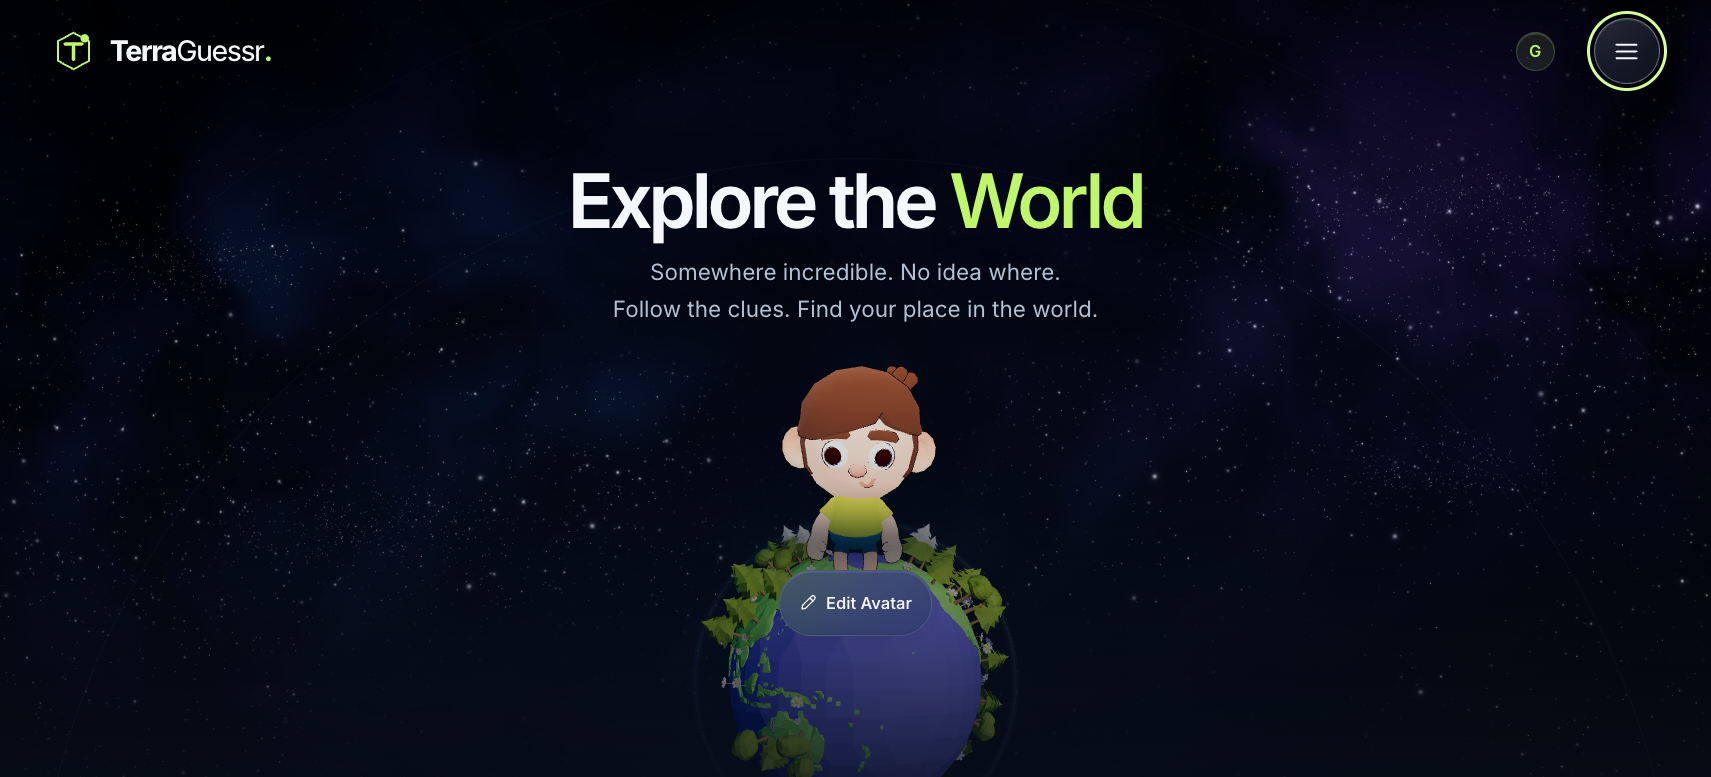 TerraGuessr.
G
Explore the World
Somewhere incredible. No idea where.
Follow the clues. Find your place in the world.
Edit Avatar